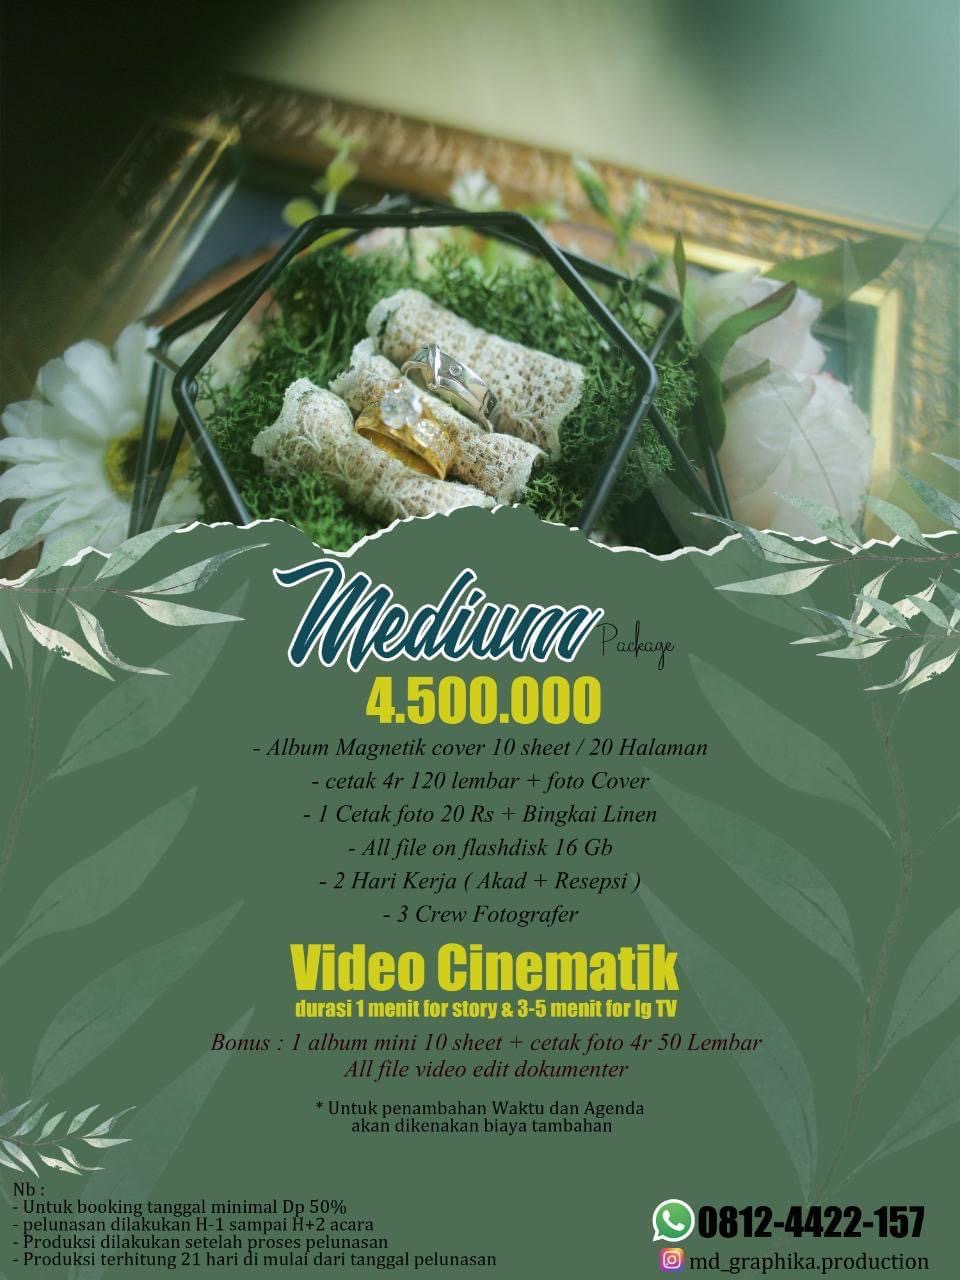 Medium Package
4.500.000
- Album Magnetik cover 10 sheet / 20 Halaman
- cetak 4r 120 lembar + foto Cover
- 1 Cetak foto 20 Rs + Bingkai Linen
- All file on flashdisk 16 Gb
- 2 Hari Kerja ( Akad + Resepsi )
- 3 Crew Fotografer
Video Cinematik
durasi 1 menit for story & 3-5 menit for Ig TV
Bonus : 1 album mini 10 sheet + cetak foto 4r 50 Lembar
All file video edit dokumenter
* Untuk penambahan Waktu dan Agenda
akan dikenakan biaya tambahan
Nb :
- Untuk booking tanggal minimal Dp 50%
- pelunasan dilakukan H-1 sampai H+2 acara
- Produksi dilakukan setelah proses pelunasan
- Produksi terhitung 21 hari di mulai dari tanggal pelunasan
0812-4422-157
md_graphika.production